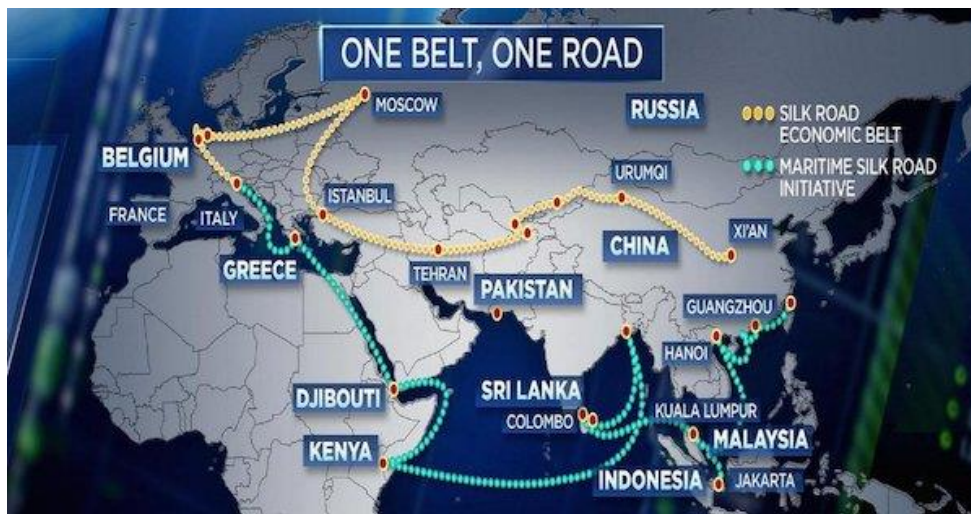 ONE BELT, ONE ROAD
MOSCOW
RUSSIA
SILK ROAD
ECONOMIC BELT
BELGIUM
MARITIME SILK ROAD
INITIATIVE
URUMQI
FRANCE
ITALY
ISTANBUL
XI'AN
CHINA
GREECE
TEHRAN
PAKISTAN
GUANGZHOU
HANOI
DJIBOUTI
SRI LANKA
COLOMBO
KUALA LUMPUR
MALAYSIA
KENYA
INDONESIA
JAKARTA